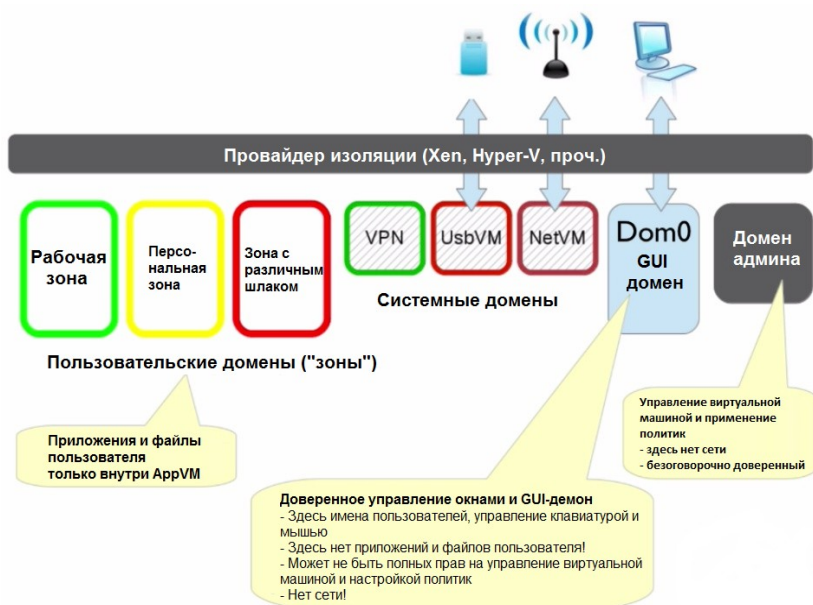 Провайдер изоляции (Xen, Hyper-V, проч.)
Рабочая
зона
Персо-
нальная
зона
Зона с
различным
шлаком
VPN
UsbVM
NetVM
Dom0
GUI
домен
Домен
админа
Системные домены
Пользовательские домены ("зоны")
Приложения и файлы
пользователя
только внутри AppVM
Управление виртуальной
машиной и применение
политик
- здесь нет сети
- безоговорочно доверенный
Доверенное управление окнами и GUI-демон
- Здесь имена пользователей, управление клавиатурой и
мышью
- Здесь нет приложений и файлов пользователя!
- Может не быть полных прав на управление виртуальной
машиной и настройкой политик
- Нет сети!